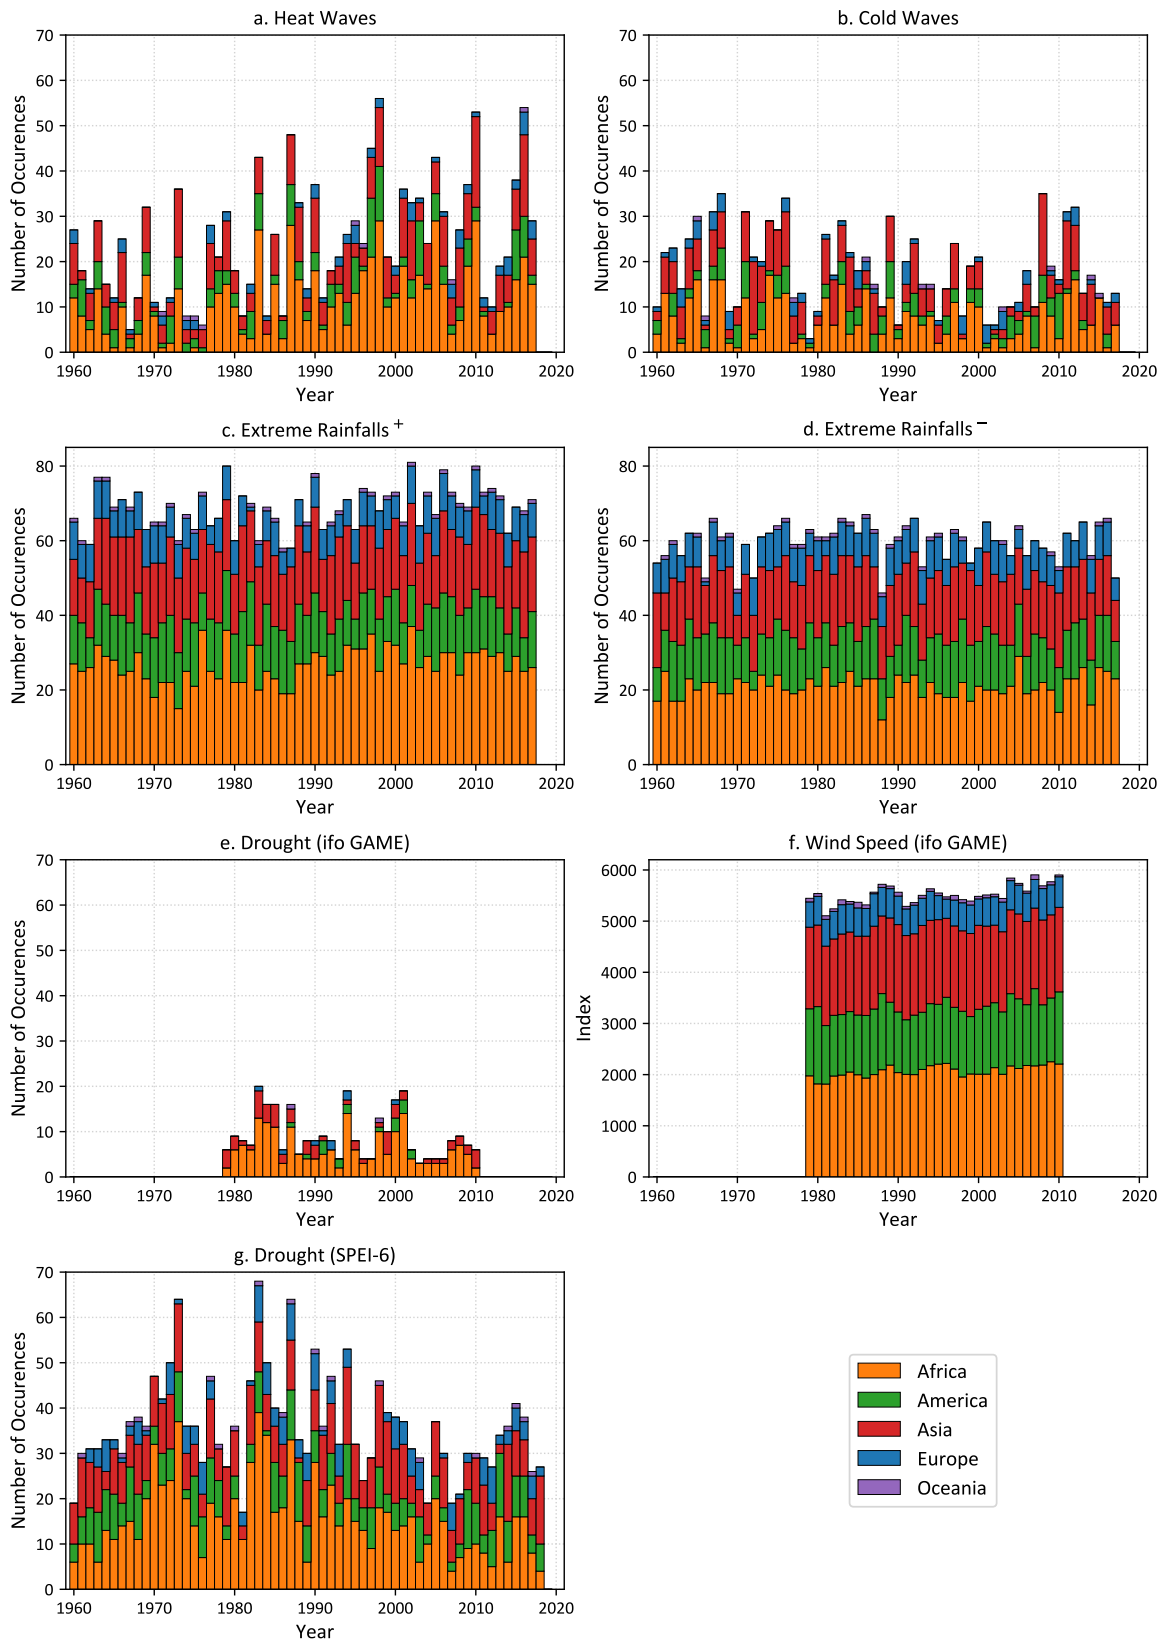 a. Heat Waves
Number of Occurences
70
60
50
40
30
20
10
0
1960 1970 1980 1990 2000 2010 2020
Year
b. Cold Waves
Number of Occurences
70
60
50
40
30
20
10
0
1960 1970 1980 1990 2000 2010 2020
Year
c. Extreme Rainfalls +
Number of Occurences
80
60
40
20
0
1960 1970 1980 1990 2000 2010 2020
Year
d. Extreme Rainfalls −
Number of Occurences
80
60
40
20
0
1960 1970 1980 1990 2000 2010 2020
Year
e. Drought (ifo GAME)
Number of Occurences
70
60
50
40
30
20
10
0
1960 1970 1980 1990 2000 2010 2020
Year
f. Wind Speed (ifo GAME)
Index
6000
5000
4000
3000
2000
1000
0
1960 1970 1980 1990 2000 2010 2020
Year
g. Drought (SPEI-6)
Number of Occurences
70
60
50
40
30
20
10
0
1960 1970 1980 1990 2000 2010 2020
Year
Africa
America
Asia
Europe
Oceania